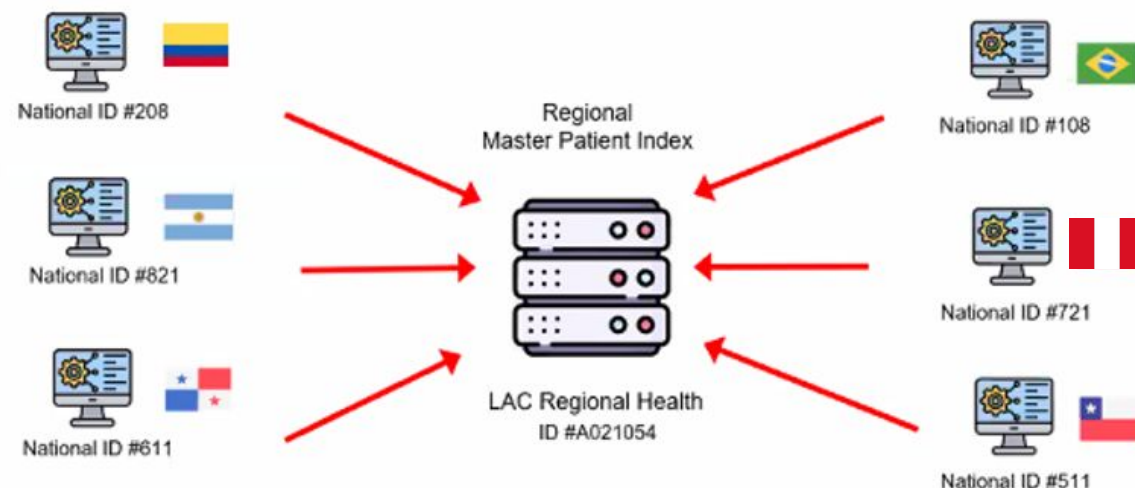 National ID #208
National ID #821
National ID #611
Regional
Master Patient Index
LAC Regional Health
ID #A021054
National ID #108
National ID #721
National ID #511